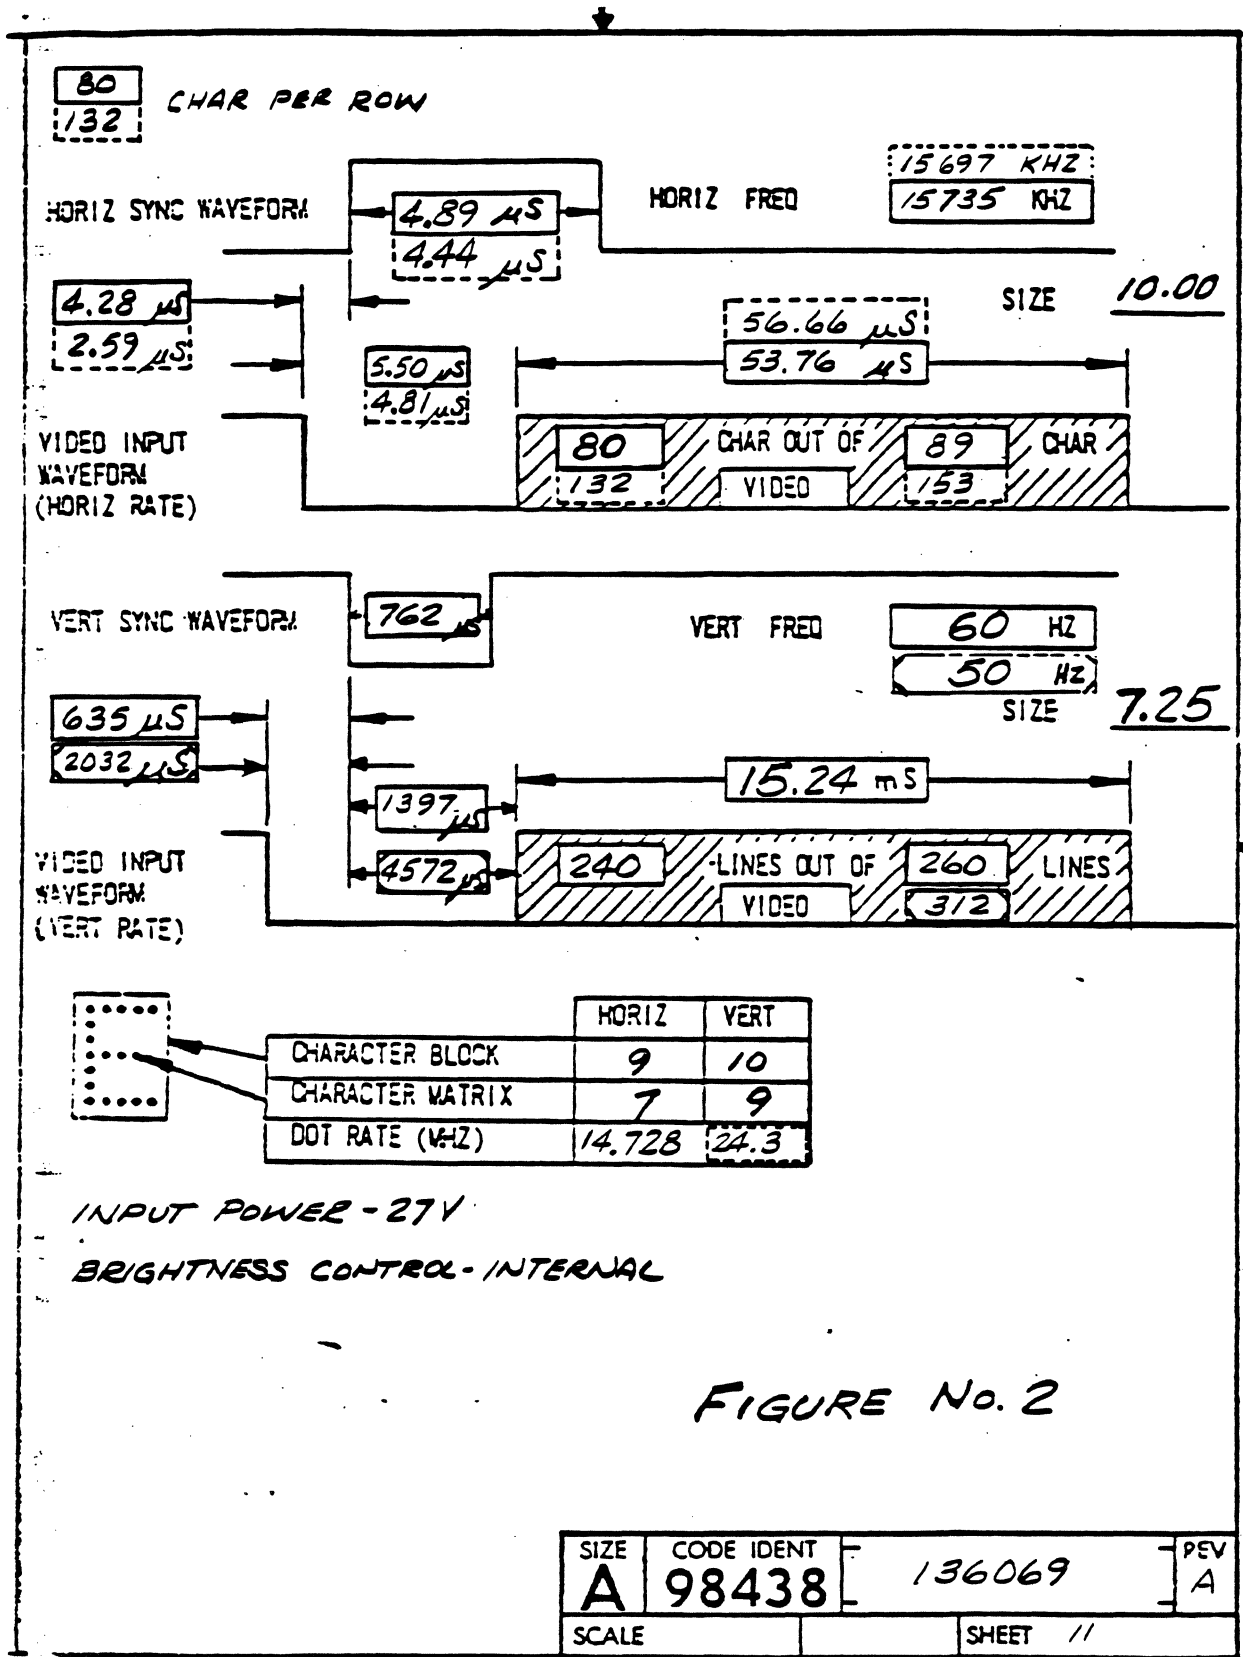 80
132
CHAR PER ROW
HORIZ SYNC WAVEFORM
4.89 µS
4.44 µS
HORIZ FREQ
15697 KHZ
15735 KHZ
4.28 µS
2.59 µS
5.50 µS
4.81 µS
56.66 µS
53.76 µS
SIZE 10.00
VIDEO INPUT
WAVEFORM
(HORIZ RATE)
80 CHAR OUT OF 89 CHAR
132 VIDEO 153
VERT SYNC WAVEFORM
762 µS
VERT FREQ
60 HZ
50 HZ
SIZE 7.25
635 µS
2032 µS
1397 µS
4572 µS
15.24 mS
VIDEO INPUT
WAVEFORM
(VERT RATE)
240 LINES OUT OF 260 LINES
VIDEO 312
HORIZ VERT
CHARACTER BLOCK 9 10
CHARACTER MATRIX 7 9
DOT RATE (MHZ) 14.728 24.3
INPUT POWER - 27V
BRIGHTNESS CONTROL - INTERNAL
FIGURE No. 2
SIZE
A
CODE IDENT
98438
136069
REV
A
SCALE
SHEET 11